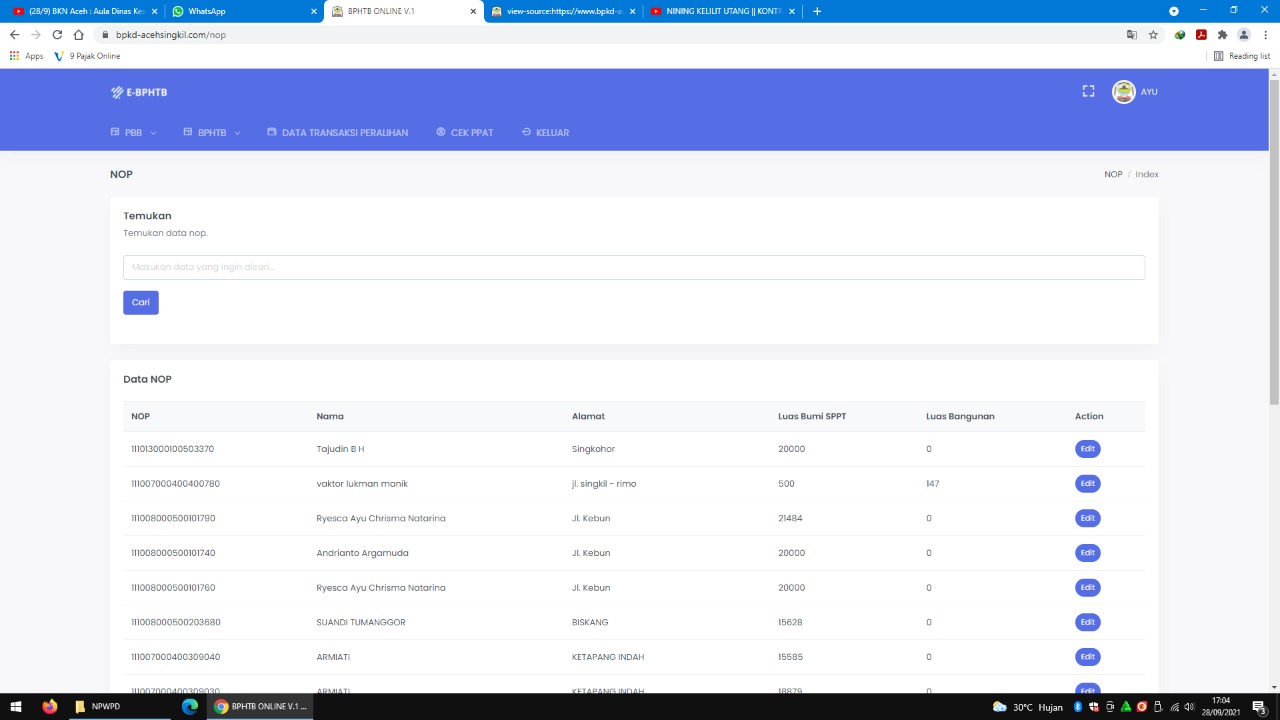 (28/9) BKN Aceh : Aula Dinas Kes
WhatsApp
BPHTB ONLINE V.1
view-source:https://www.bpkd-a
NINING KELILIT UTANG || KONTR
bpkd-acehsingkil.com/nop
Apps
9 Pajak Online
Reading list
E-BPHTB
AYU
PBB
BPHTB
DATA TRANSAKSI PERALIHAN
CEK PPAT
KELUAR
NOP
NOP / Index
Temukan
Temukan data nop.
Masukan data yang ingin dicari...
Cari
Data NOP
NOP Nama Alamat Luas Bumi SPPT Luas Bangunan Action
111013000100503370 Tajudin B H Singkohor 20000 0 Edit
111007000400400780 vaktor lukman manik jl. singkil - rimo 500 147 Edit
111008000500101790 Ryesca Ayu Chrisma Natarina Jl. Kebun 21484 0 Edit
111008000500101740 Andrianto Argamuda Jl. Kebun 20000 0 Edit
111008000500101760 Ryesca Ayu Chrisma Natarina Jl. Kebun 20000 0 Edit
111008000500203680 SUANDI TUMANGGOR BISKANG 15628 0 Edit
111007000400309040 ARMIATI KETAPANG INDAH 15585 0 Edit
111007000400309030 ARMIATI KETAPANG INDAH 18879 0 Edit
NPWPD
BPHTB ONLINE V.1 ...
30°C Hujan
17:04
28/09/2021
3